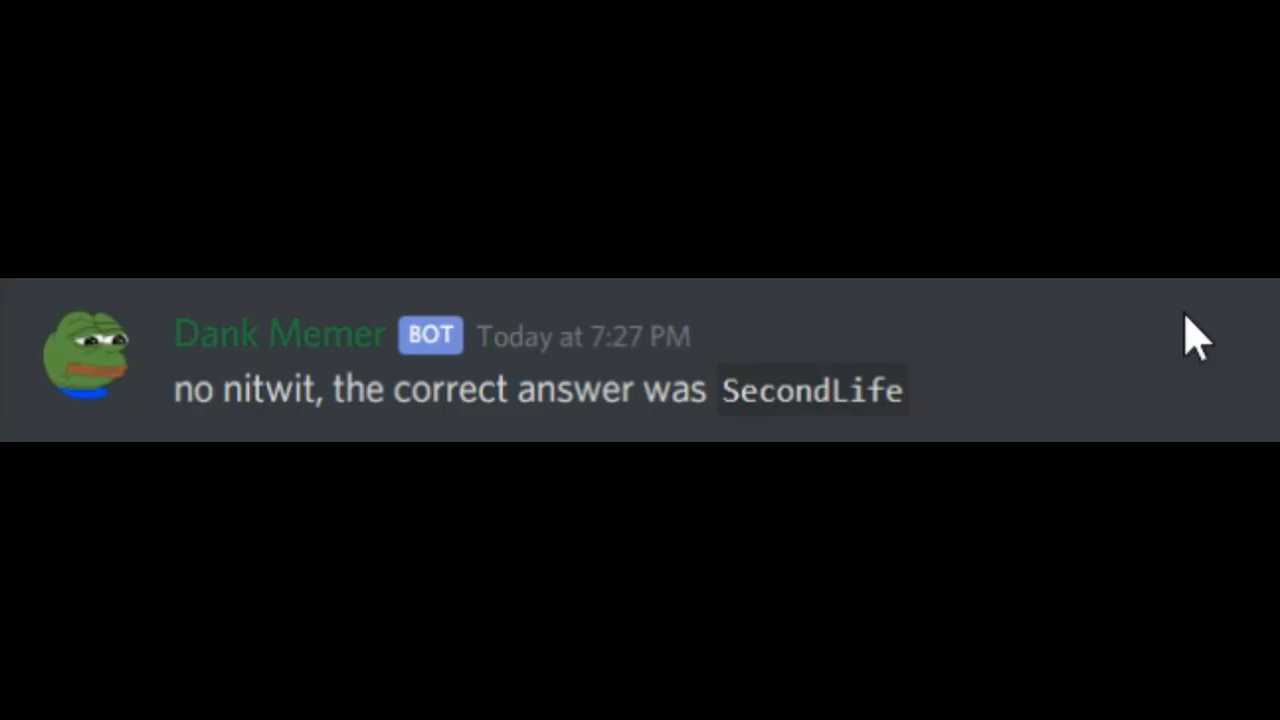 Dank Memer BOT Today at 7:27 PM
no nitwit, the correct answer was SecondLife